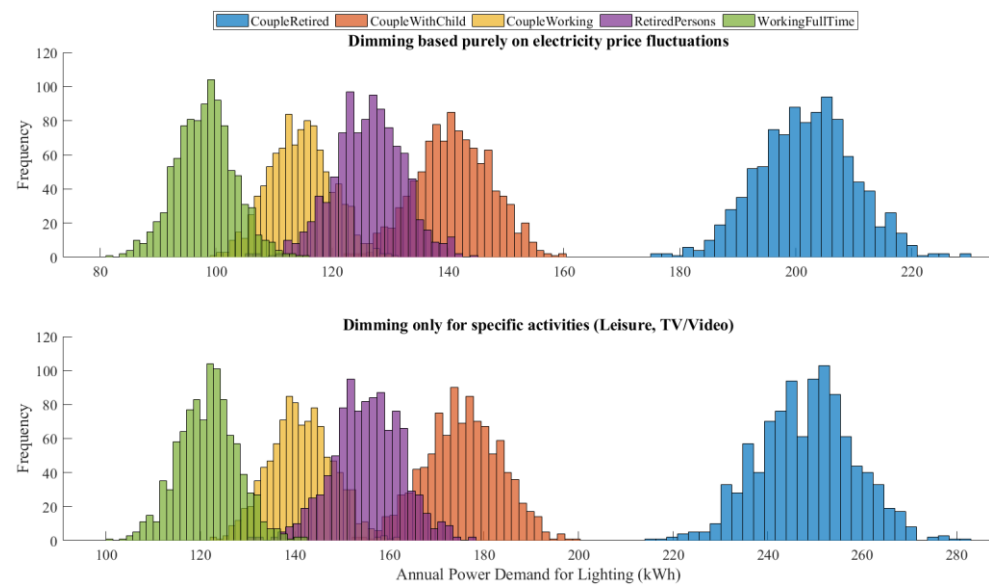 CoupleRetired CoupleWithChild CoupleWorking RetiredPersons WorkingFullTime
Dimming based purely on electricity price fluctuations
120
100
80
60
40
20
0
Frequency
80 100 120 140 160 180 200 220
Dimming only for specific activities (Leisure, TV/Video)
120
100
80
60
40
20
0
Frequency
100 120 140 160 180 200 220 240 260 280
Annual Power Demand for Lighting (kWh)